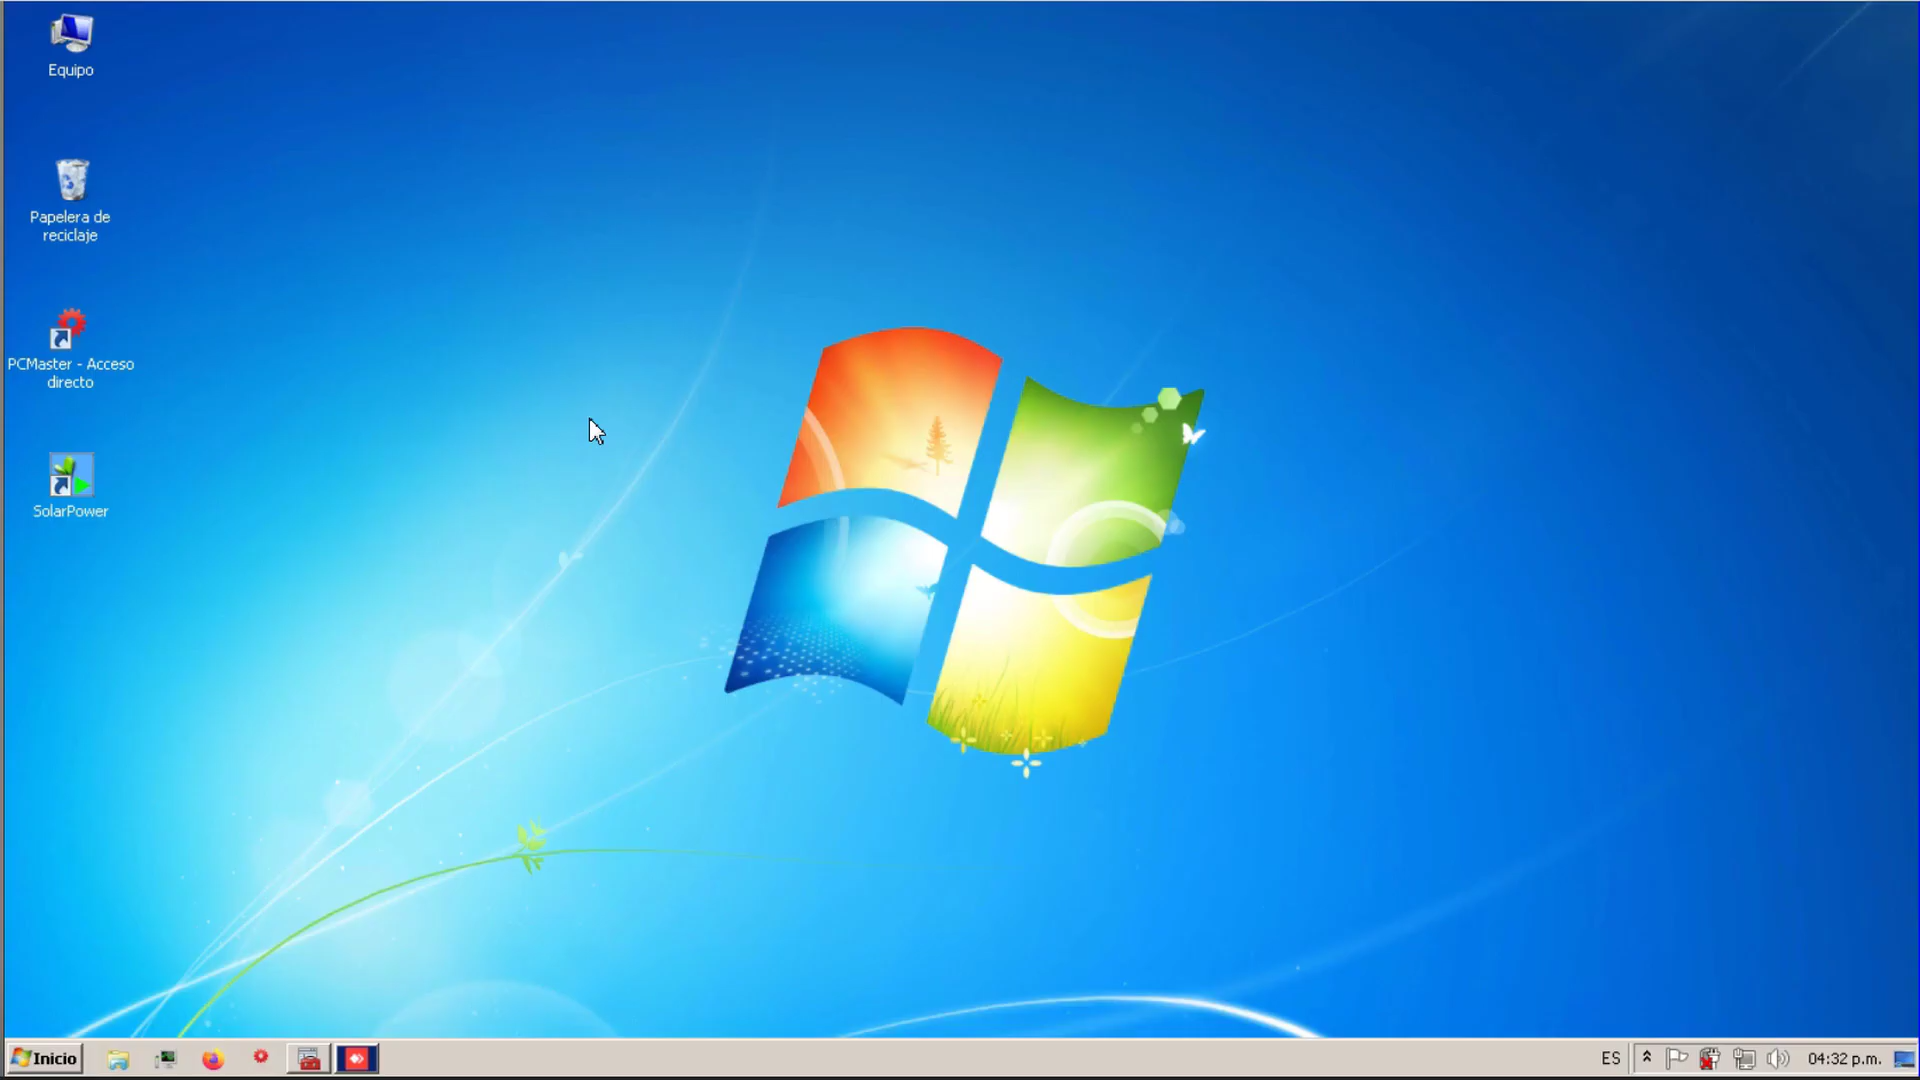 Equipo
Papelera de
reciclaje
PCMaster - Acceso
directo
SolarPower
Inicio
ES
04:32 p.m.